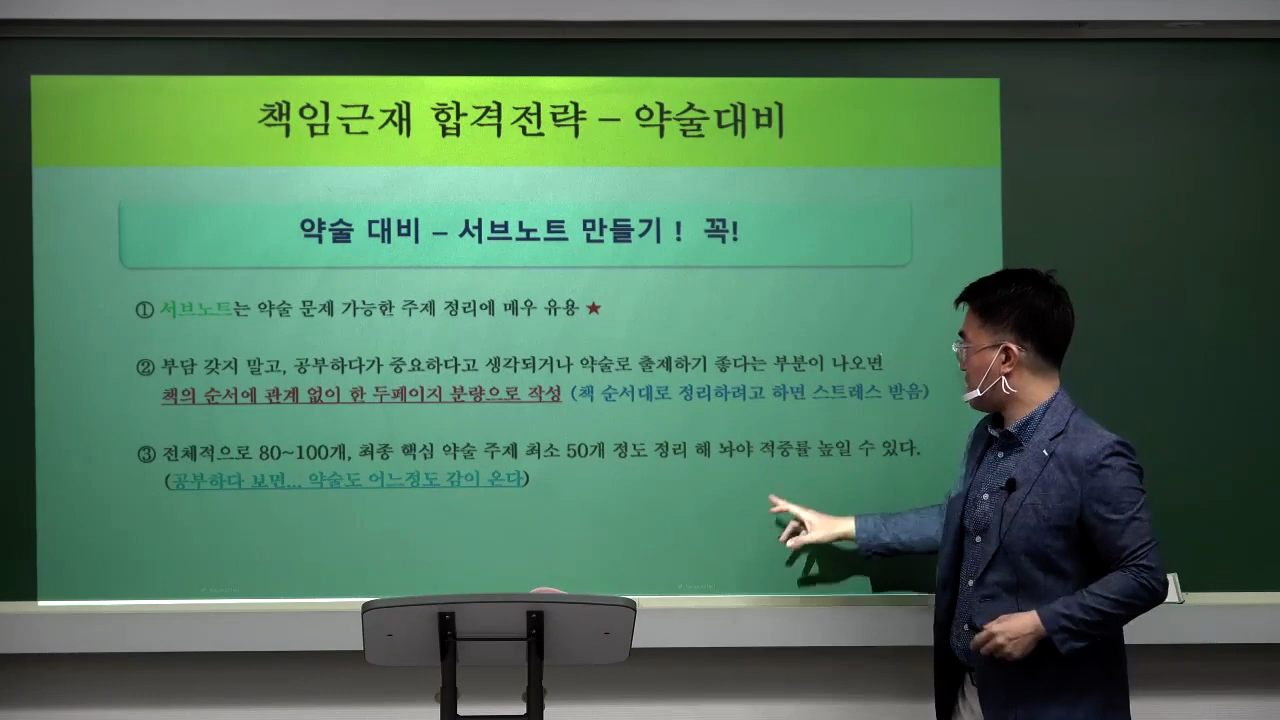 책임근재 합격전략 – 약술대비
약술 대비 – 서브노트 만들기 !  꼭!
① 서브노트는 약술 문제 가능한 주제 정리에 매우 유용 ★
② 부담 갖지 말고, 공부하다가 중요하다고 생각되거나 약술로 출제하기 좋다는 부분이 나오면
책의 순서에 관계 없이 한 두페이지 분량으로 작성 (책 순서대로 정리하려고 하면 스트레스 받음)
③ 전체적으로 80~100개, 최종 핵심 약술 주제 최소 50개 정도 정리 해 놔야 적중률 높일 수 있다.
(공부하다 보면... 약술도 어느정도 감이 온다)